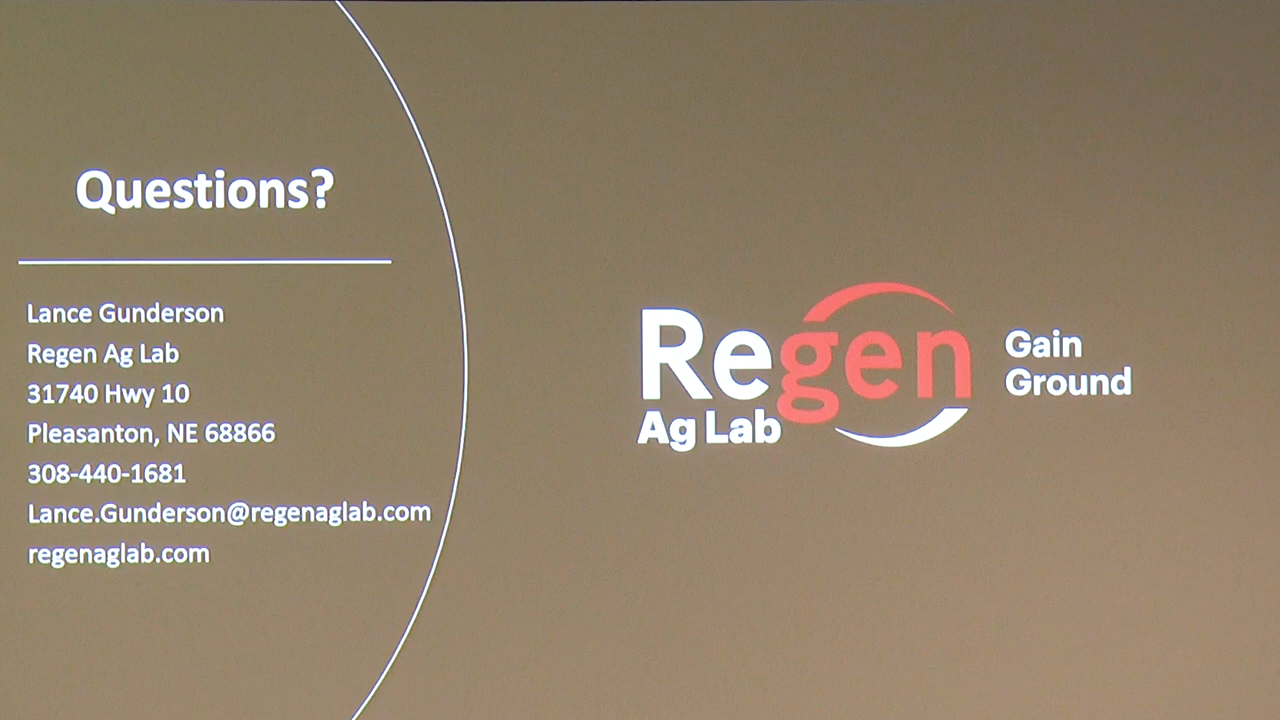 Questions?
Lance Gunderson
Regen Ag Lab
31740 Hwy 10
Pleasanton, NE 68866
308-440-1681
Lance.Gunderson@regenaglab.com
regenaglab.com
Regen
Ag Lab
Gain
Ground